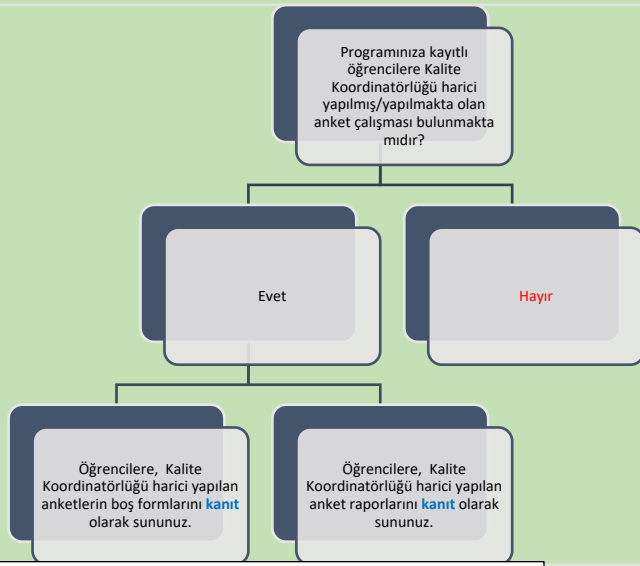 Programınıza kayıtlı
öğrencilere Kalite
Koordinatörlüğü harici
yapılmış/yapılmakta olan
anket çalışması bulunmakta
mıdır?
Evet
Hayır
Öğrencilere, Kalite
Koordinatörlüğü harici yapılan
anketlerin boş formlarını kanıt
olarak sununuz.
Öğrencilere, Kalite
Koordinatörlüğü harici yapılan
anket raporlarını kanıt olarak
sununuz.